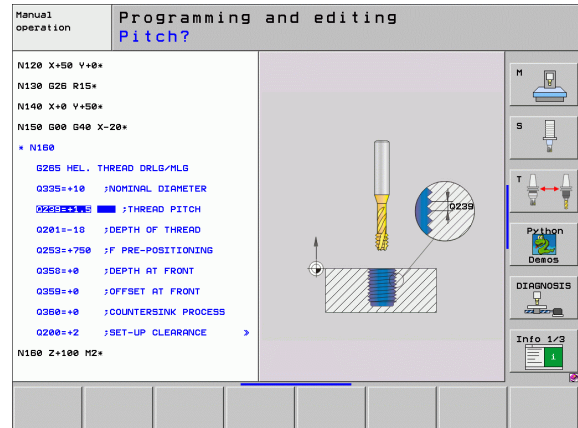 Manual
operation
Programming and editing
Pitch?
N120 X+50 Y+0*
N130 G26 R15*
N140 X+0 Y+50*
N150 G00 G40 X-20*
* N160
G265 HEL. THREAD DRLG/MLG
Q335=+10 ;NOMINAL DIAMETER
Q239=+1.5 ;THREAD PITCH
Q201=-18 ;DEPTH OF THREAD
Q253=+750 ;F PRE-POSITIONING
Q358=+0 ;DEPTH AT FRONT
Q359=+0 ;OFFSET AT FRONT
Q360=+0 ;COUNTERSINK PROCESS
Q200=+2 ;SET-UP CLEARANCE »
N160 Z+100 M2*
Q239
M
S
T
Python
Demos
DIAGNOSIS
Info 1/3
i